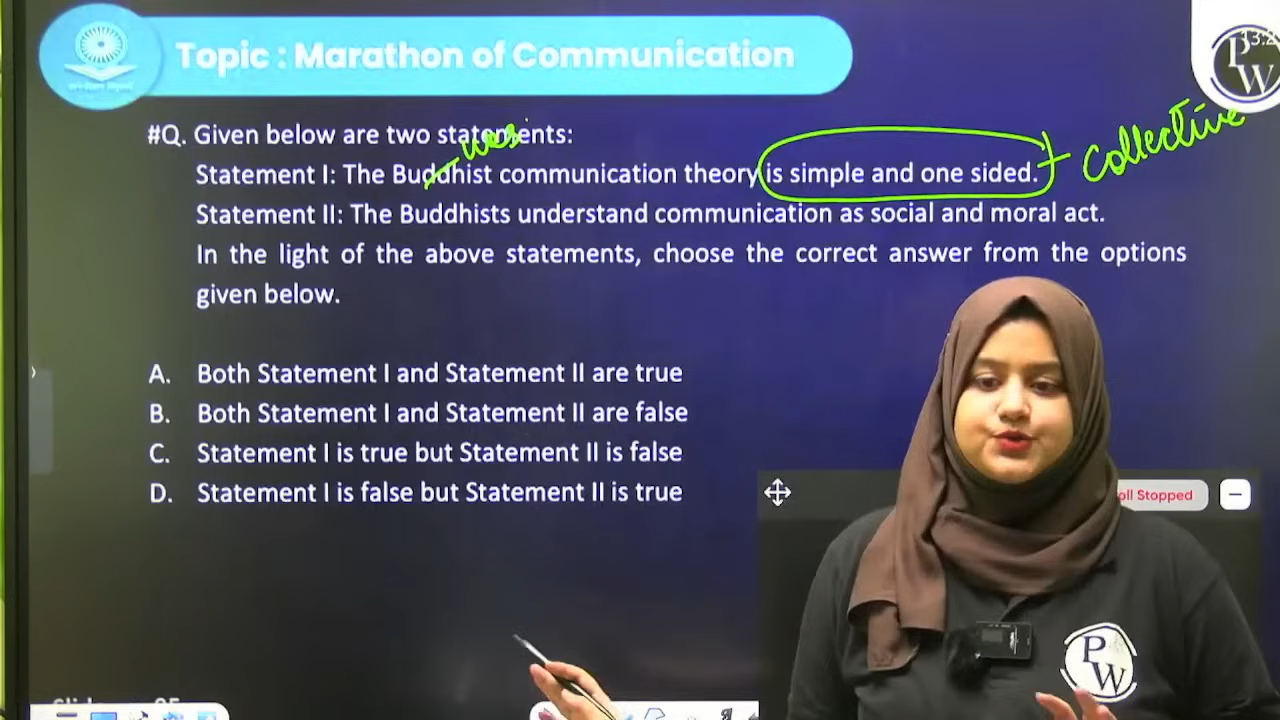 Topic : Marathon of Communication
13:2
PW
#Q. Given below are two statements:
Statement I: The Buddhist communication theory is simple and one sided. + collective
Statement II: The Buddhists understand communication as social and moral act.
In the light of the above statements, choose the correct answer from the options
given below.
A. Both Statement I and Statement II are true
B. Both Statement I and Statement II are false
C. Statement I is true but Statement II is false
D. Statement I is false but Statement II is true
oll Stopped
PW